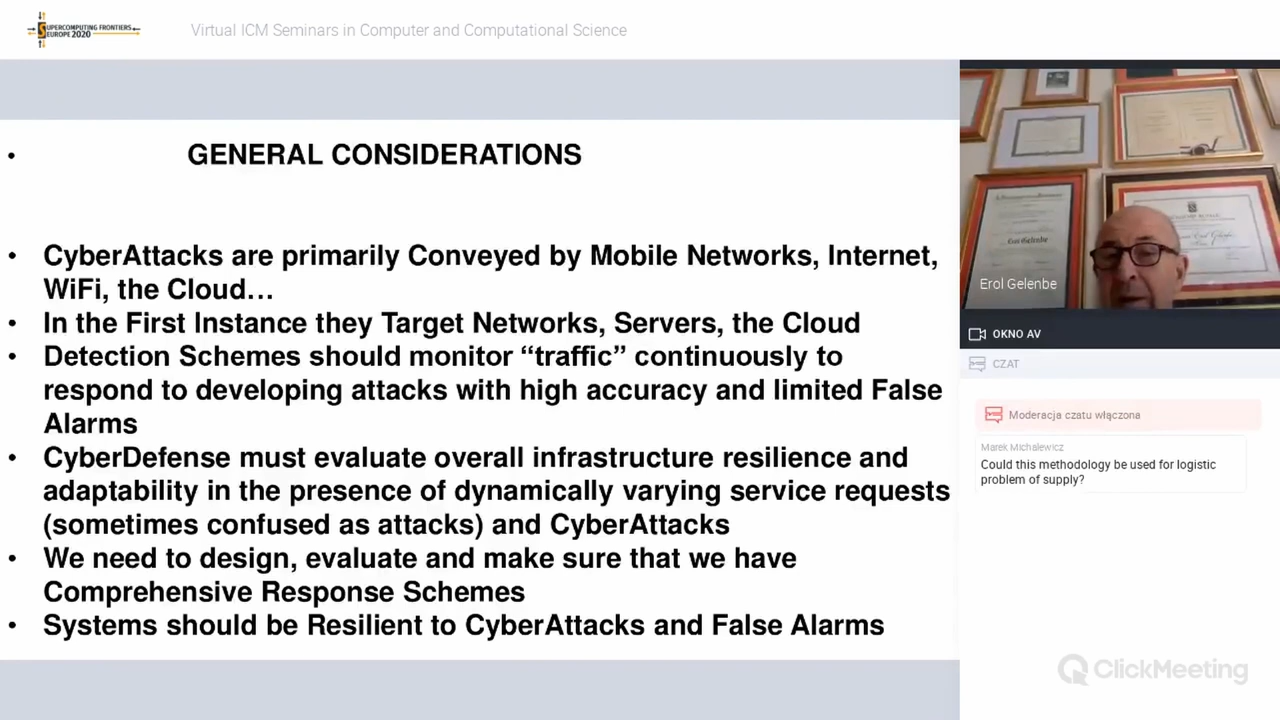 SUPERCOMPUTING FRONTIERS
EUROPE 2020
Virtual ICM Seminars in Computer and Computational Science
• GENERAL CONSIDERATIONS
• CyberAttacks are primarily Conveyed by Mobile Networks, Internet,
WiFi, the Cloud…
• In the First Instance they Target Networks, Servers, the Cloud
• Detection Schemes should monitor “traffic” continuously to
respond to developing attacks with high accuracy and limited False
Alarms
• CyberDefense must evaluate overall infrastructure resilience and
adaptability in the presence of dynamically varying service requests
(sometimes confused as attacks) and CyberAttacks
• We need to design, evaluate and make sure that we have
Comprehensive Response Schemes
• Systems should be Resilient to CyberAttacks and False Alarms
Erol Gelenbe
OKNO AV
CZAT
Moderacja czatu włączona
Marek Michalewicz
Could this methodology be used for logistic
problem of supply?
ClickMeeting